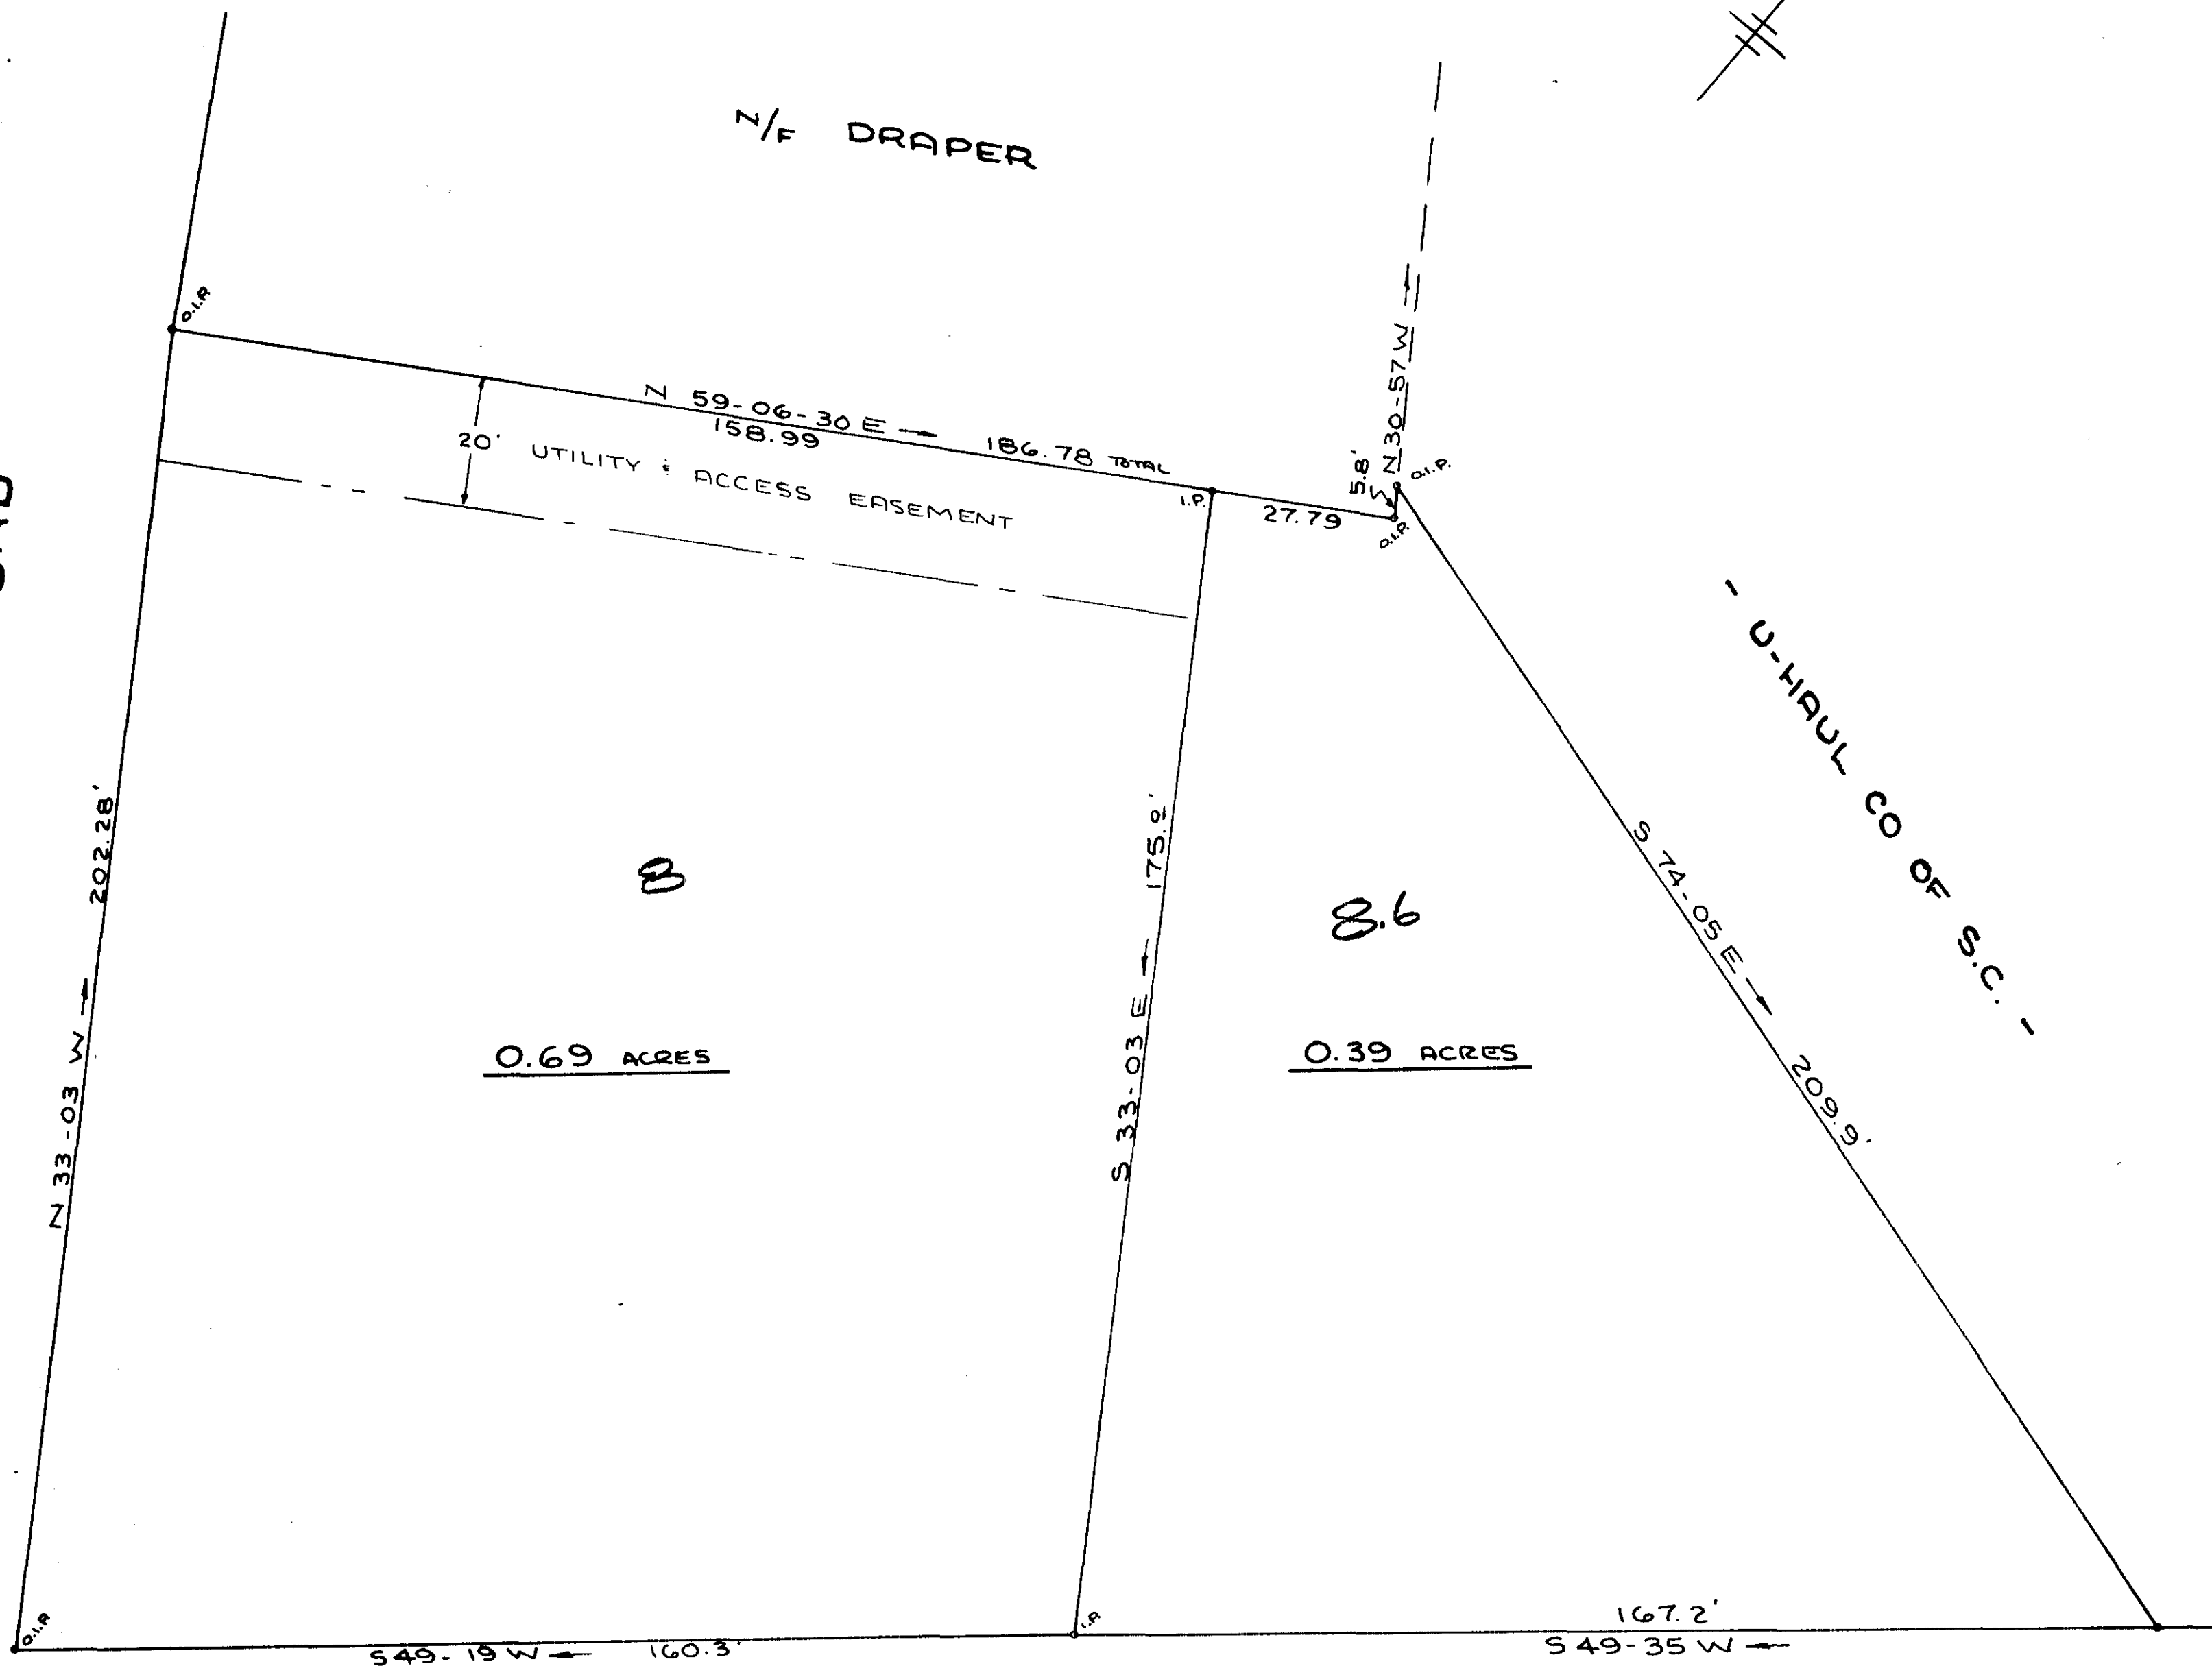 N/F DRAPER
O.I.P.
N 59-06-30 E
158.99
186.78 TOTAL
20' UTILITY & ACCESS EASEMENT
I.P.
27.79
5.8'
N 30-57 W
O.I.P.
O.I.P.
- U-HAUL CO OF S.C. -
N 33-03 W 202.28'
8
0.69 ACRES
S 33-03 E 175.0'
8.6
0.39 ACRES
S 74-05 E 209.9'
O.I.P.
I.P.
S 49-19 W 160.3'
167.2'
S 49-35 W